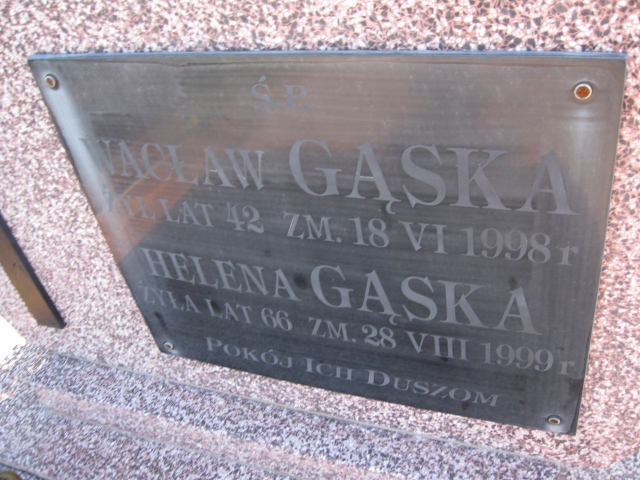 Ś.P.
WACŁAW GĄSKA
ŻYŁ LAT 42 ZM. 18 VI 1998 r
HELENA GĄSKA
ŻYŁA LAT 66 ZM. 28 VIII 1999 r.
POKÓJ ICH DUSZOM